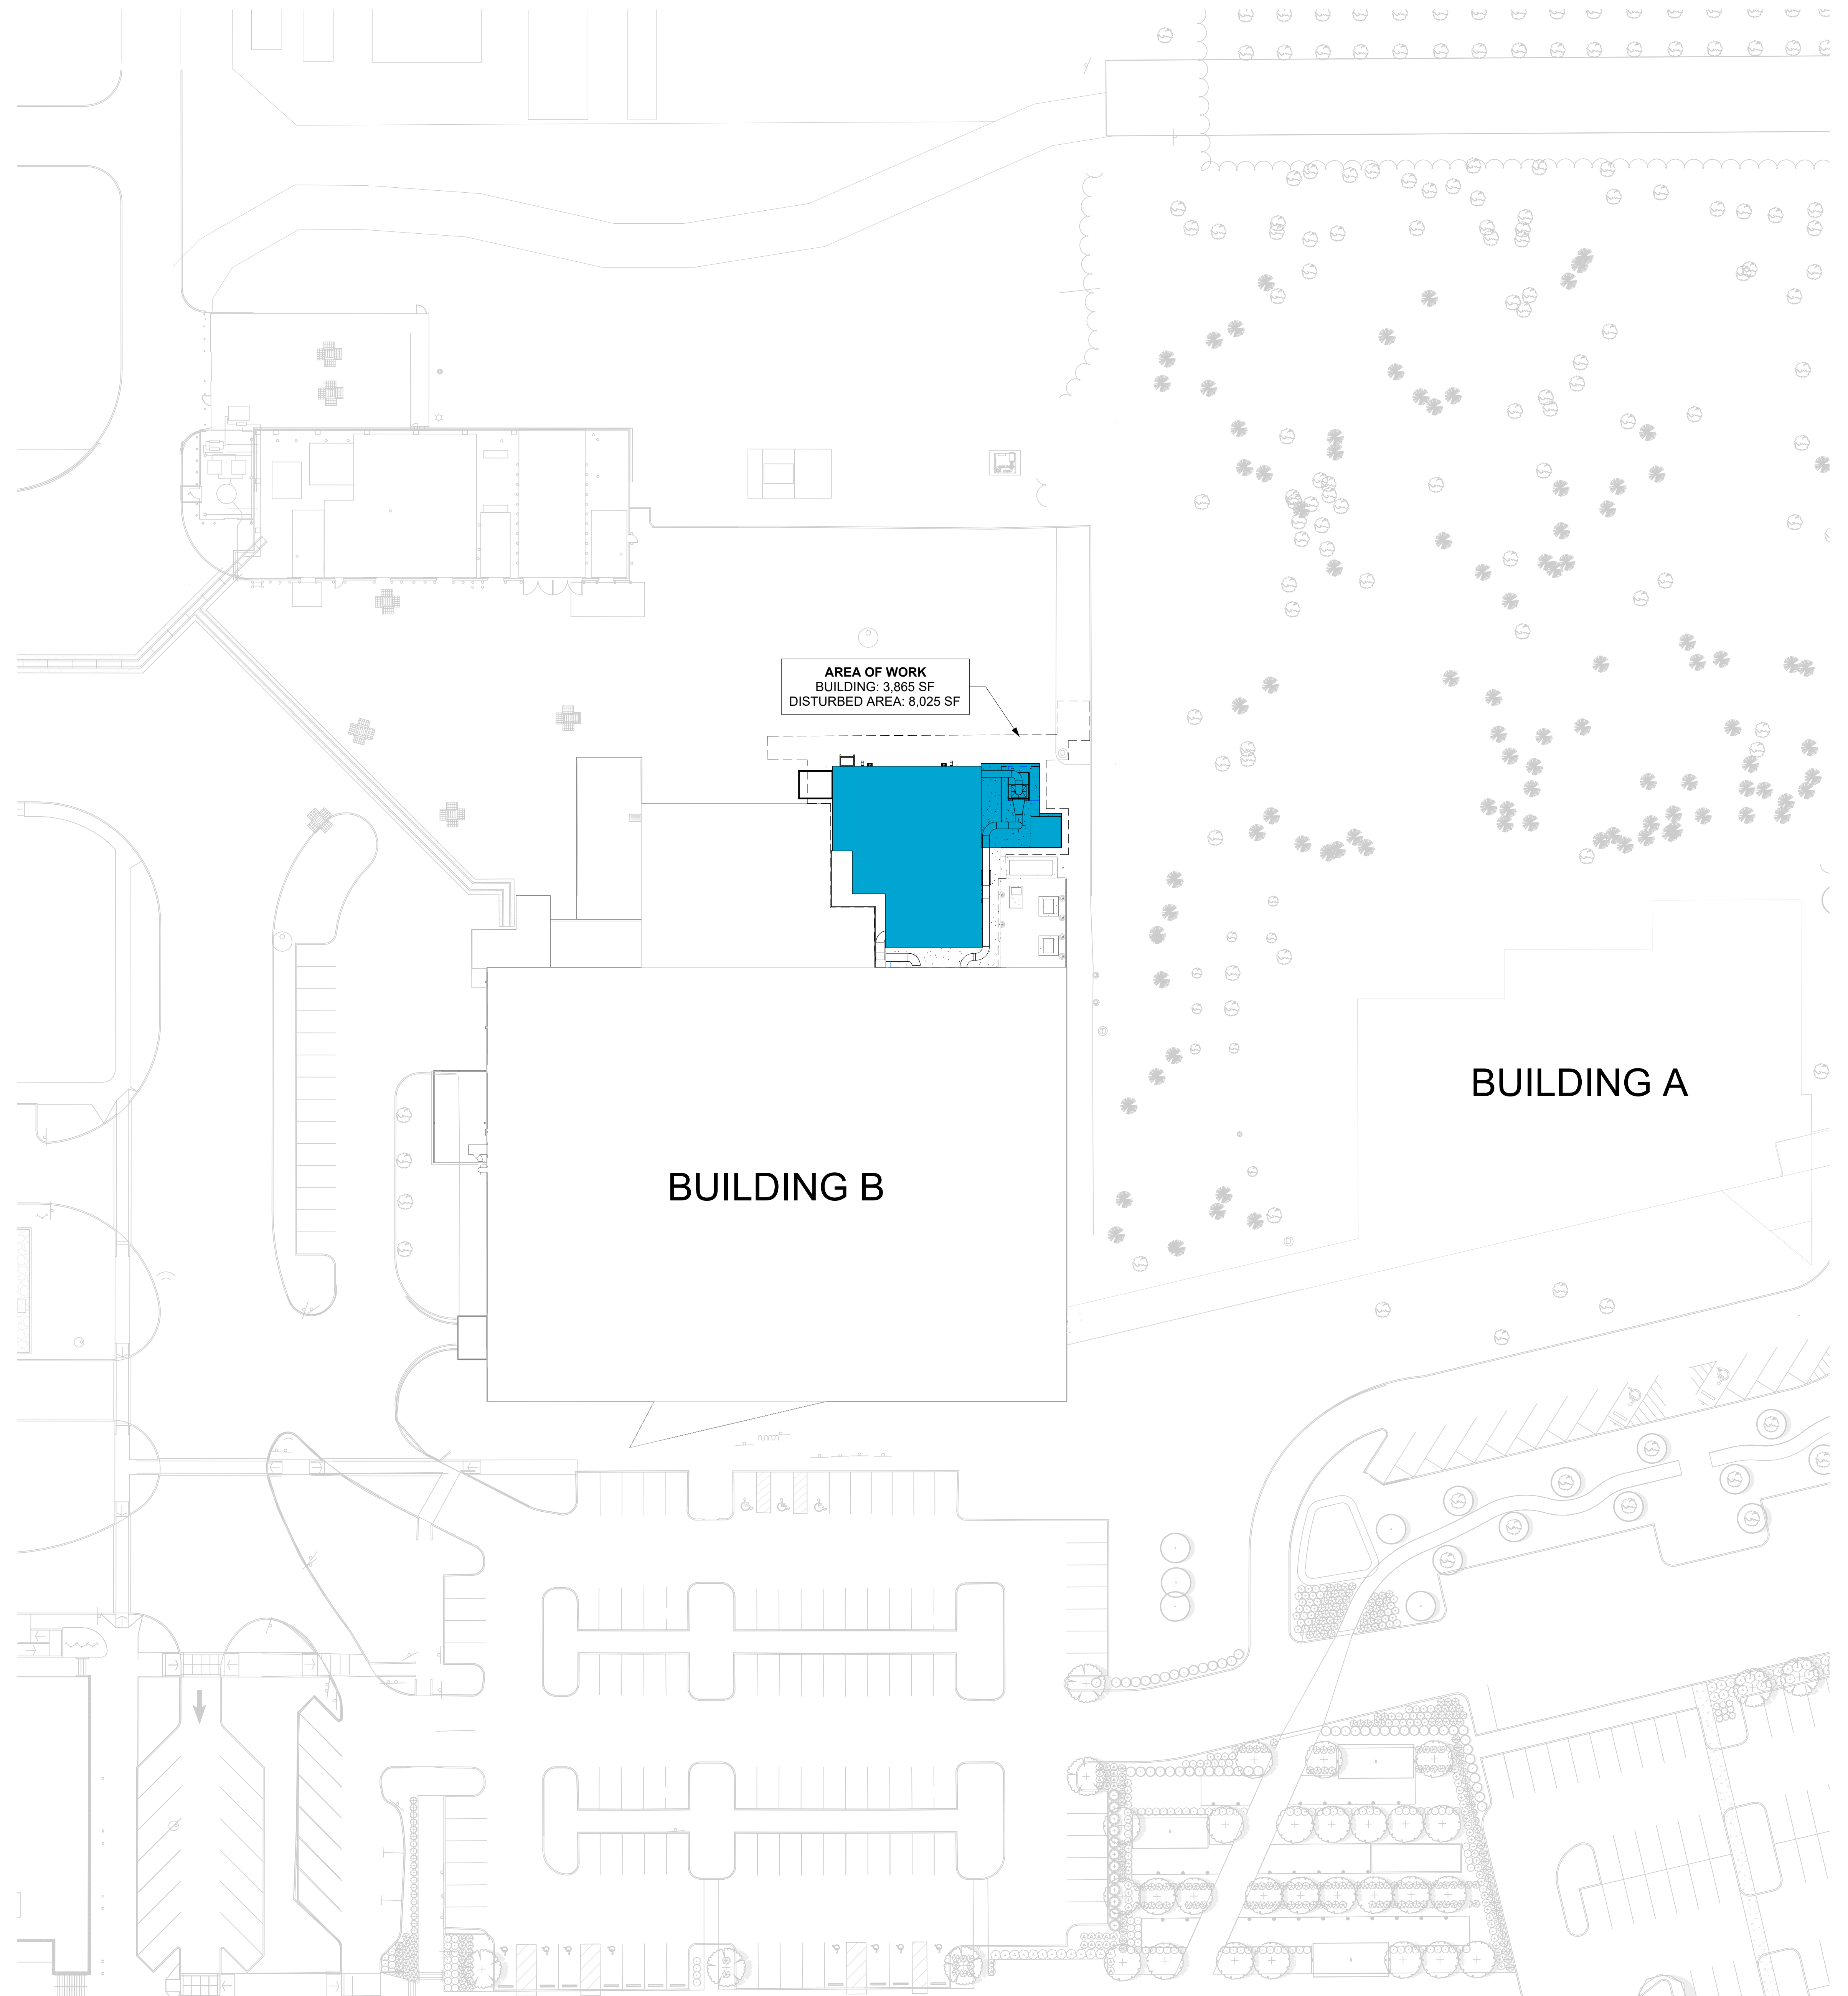 AREA OF WORK
BUILDING: 3,865 SF
DISTURBED AREA: 8,025 SF
BUILDING A
BUILDING B